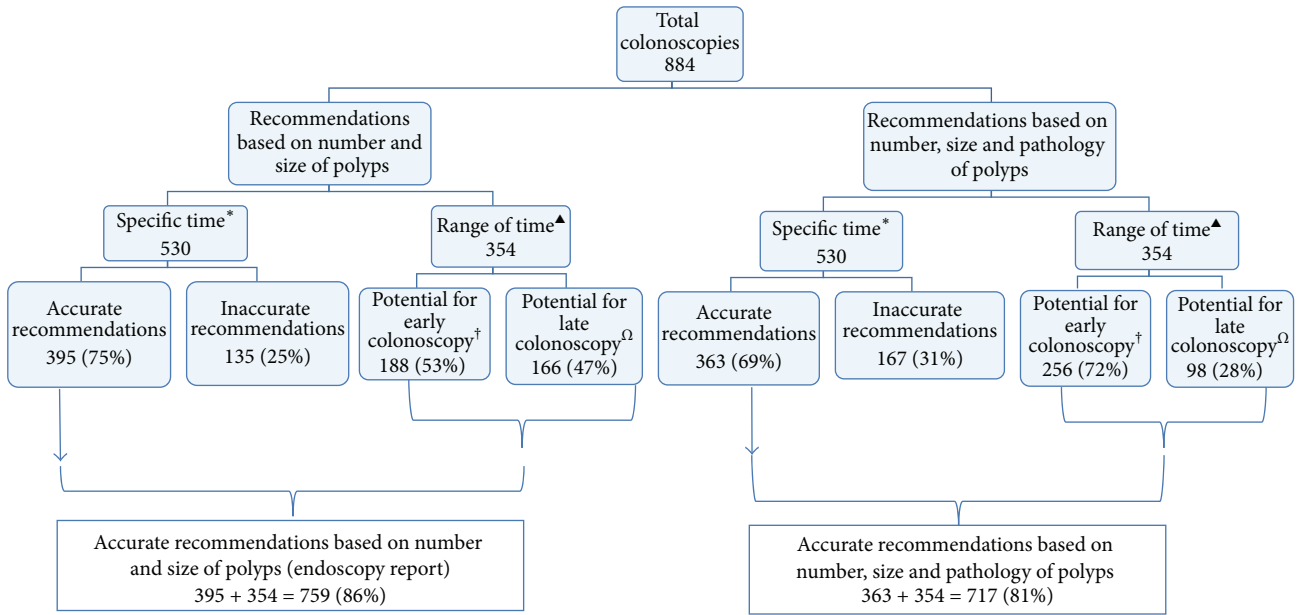 Total
colonoscopies
884
Recommendations
based on number and
size of polyps
Recommendations based on
number, size and pathology
of polyps
Specific time*
530
Range of time▲
354
Specific time*
530
Range of time▲
354
Accurate
recommendations
395 (75%)
Inaccurate
recommendations
135 (25%)
Potential for
early
colonoscopy†
188 (53%)
Potential for
late
colonoscopyΩ
166 (47%)
Accurate
recommendations
363 (69%)
Inaccurate
recommendations
167 (31%)
Potential for
early
colonoscopy†
256 (72%)
Potential for
late
colonoscopyΩ
98 (28%)
Accurate recommendations based on number
and size of polyps (endoscopy report)
395 + 354 = 759 (86%)
Accurate recommendations based on
number, size and pathology of polyps
363 + 354 = 717 (81%)